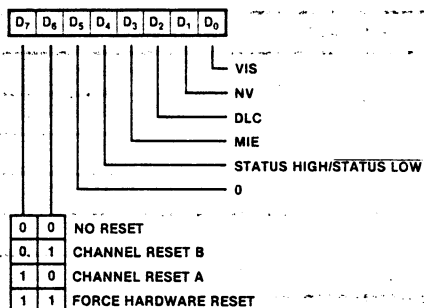 D7 D6 D5 D4 D3 D2 D1 D0
VIS
NV
DLC
MIE
STATUS HIGH/STATUS LOW
0
0 0 NO RESET
0. 1 CHANNEL RESET B
1 0 CHANNEL RESET A
1 1 FORCE HARDWARE RESET